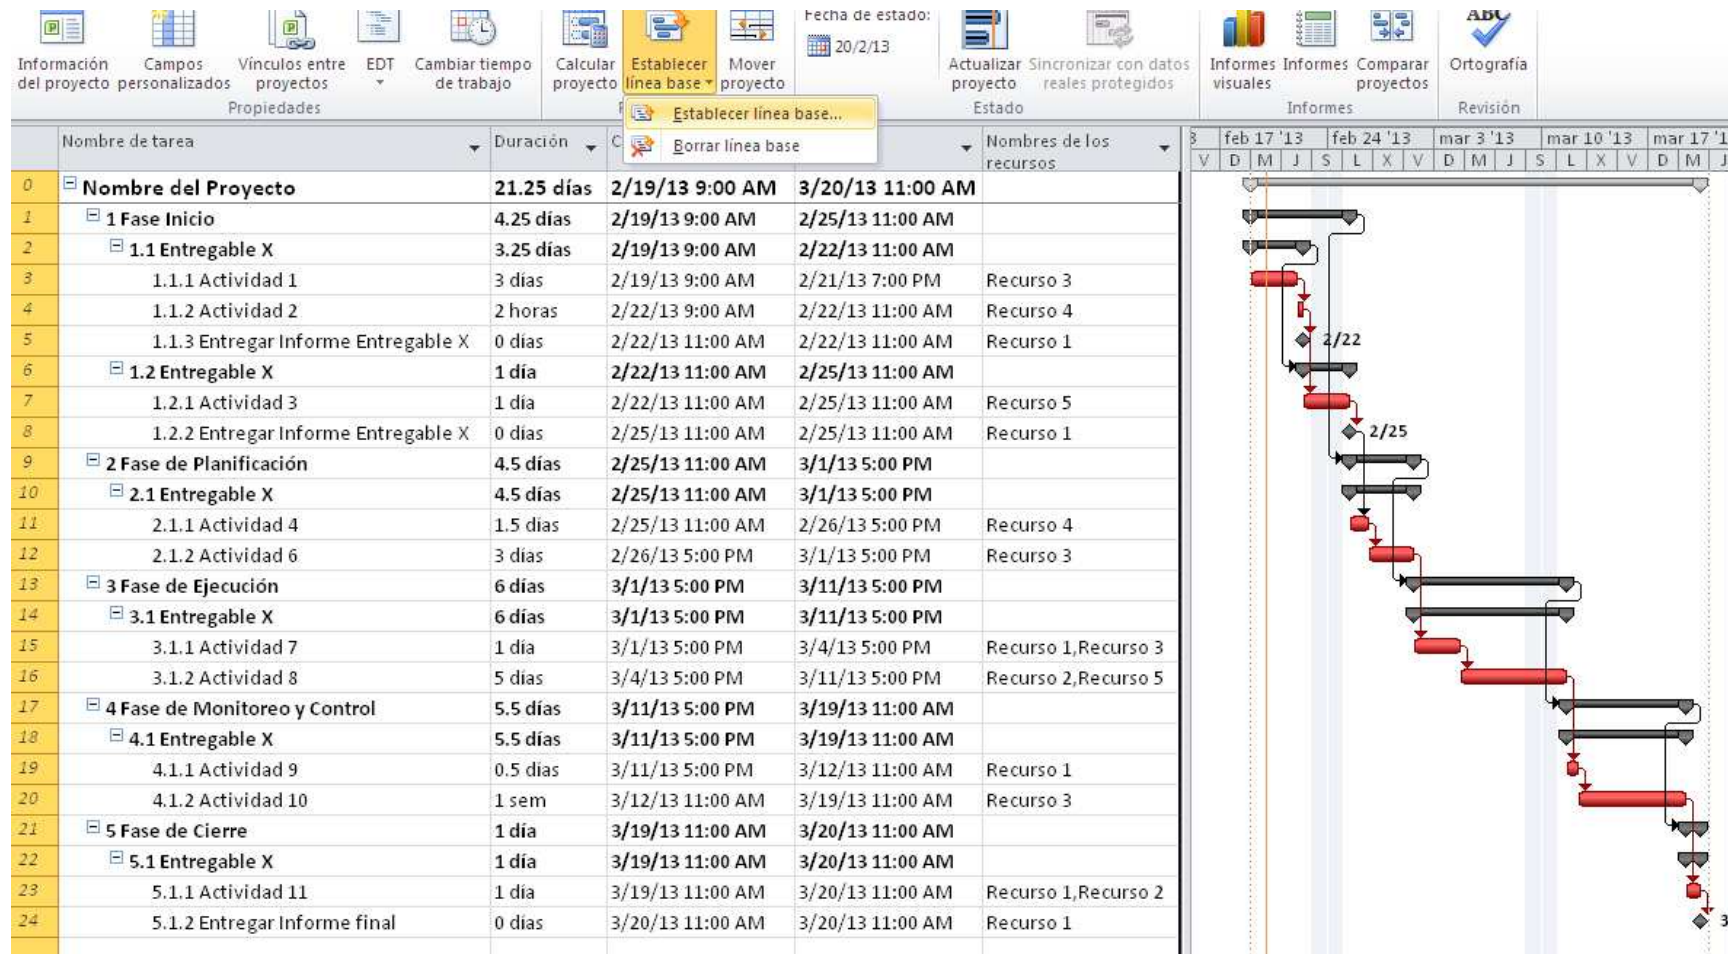 Fecha de estado:
20/2/13
Información del proyecto
Campos personalizados
Vínculos entre proyectos
EDT
Cambiar tiempo de trabajo
Calcular proyecto
Establecer línea base
Mover proyecto
Actualizar proyecto
Sincronizar con datos reales protegidos
Informes visuales
Informes
Comparar proyectos
ABC
Ortografía
Propiedades
Estado
Informes
Revisión
Establecer línea base...
Borrar línea base
Nombre de tarea
Duración
Nombres de los recursos
feb 17 '13 feb 24 '13 mar 3 '13 mar 10 '13 mar 17 '1
V D M J S L X V D M J S L X V D M J
0 Nombre del Proyecto 21.25 días 2/19/13 9:00 AM 3/20/13 11:00 AM
1 1 Fase Inicio 4.25 días 2/19/13 9:00 AM 2/25/13 11:00 AM
2 1.1 Entregable X 3.25 días 2/19/13 9:00 AM 2/22/13 11:00 AM
3 1.1.1 Actividad 1 3 días 2/19/13 9:00 AM 2/21/13 7:00 PM Recurso 3
4 1.1.2 Actividad 2 2 horas 2/22/13 9:00 AM 2/22/13 11:00 AM Recurso 4
5 1.1.3 Entregar Informe Entregable X 0 días 2/22/13 11:00 AM 2/22/13 11:00 AM Recurso 1 2/22
6 1.2 Entregable X 1 día 2/22/13 11:00 AM 2/25/13 11:00 AM
7 1.2.1 Actividad 3 1 día 2/22/13 11:00 AM 2/25/13 11:00 AM Recurso 5
8 1.2.2 Entregar Informe Entregable X 0 días 2/25/13 11:00 AM 2/25/13 11:00 AM Recurso 1 2/25
9 2 Fase de Planificación 4.5 días 2/25/13 11:00 AM 3/1/13 5:00 PM
10 2.1 Entregable X 4.5 días 2/25/13 11:00 AM 3/1/13 5:00 PM
11 2.1.1 Actividad 4 1.5 días 2/25/13 11:00 AM 2/26/13 5:00 PM Recurso 4
12 2.1.2 Actividad 6 3 días 2/26/13 5:00 PM 3/1/13 5:00 PM Recurso 3
13 3 Fase de Ejecución 6 días 3/1/13 5:00 PM 3/11/13 5:00 PM
14 3.1 Entregable X 6 días 3/1/13 5:00 PM 3/11/13 5:00 PM
15 3.1.1 Actividad 7 1 día 3/1/13 5:00 PM 3/4/13 5:00 PM Recurso 1,Recurso 3
16 3.1.2 Actividad 8 5 días 3/4/13 5:00 PM 3/11/13 5:00 PM Recurso 2,Recurso 5
17 4 Fase de Monitoreo y Control 5.5 días 3/11/13 5:00 PM 3/19/13 11:00 AM
18 4.1 Entregable X 5.5 días 3/11/13 5:00 PM 3/19/13 11:00 AM
19 4.1.1 Actividad 9 0.5 días 3/11/13 5:00 PM 3/12/13 11:00 AM Recurso 1
20 4.1.2 Actividad 10 1 sem 3/12/13 11:00 AM 3/19/13 11:00 AM Recurso 3
21 5 Fase de Cierre 1 día 3/19/13 11:00 AM 3/20/13 11:00 AM
22 5.1 Entregable X 1 día 3/19/13 11:00 AM 3/20/13 11:00 AM
23 5.1.1 Actividad 11 1 día 3/19/13 11:00 AM 3/20/13 11:00 AM Recurso 1,Recurso 2
24 5.1.2 Entregar Informe final 0 días 3/20/13 11:00 AM 3/20/13 11:00 AM Recurso 1